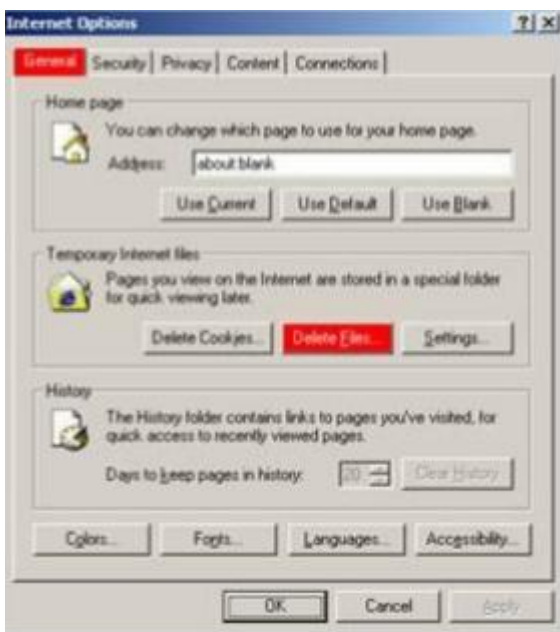 Internet Options
General Security Privacy Content Connections
Home page
You can change which page to use for your home page.
Address: about:blank
Use Current Use Default Use Blank
Temporary Internet files
Pages you view on the Internet are stored in a special folder
for quick viewing later.
Delete Cookies... Delete Files... Settings...
History
The History folder contains links to pages you've visited, for
quick access to recently viewed pages.
Days to keep pages in history: 20 Clear History
Colors... Fonts... Languages... Accessibility...
OK Cancel Apply